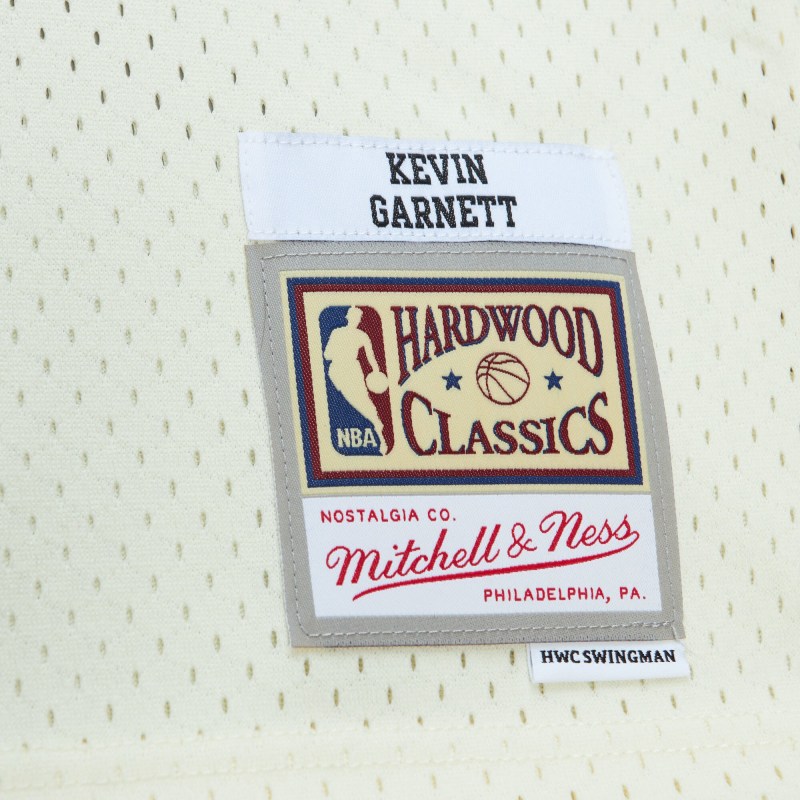 KEVIN
GARNETT
HARDWOOD
CLASSICS
NBA
NOSTALGIA CO.
Mitchell & Ness
PHILADELPHIA, PA.
HWC SWINGMAN